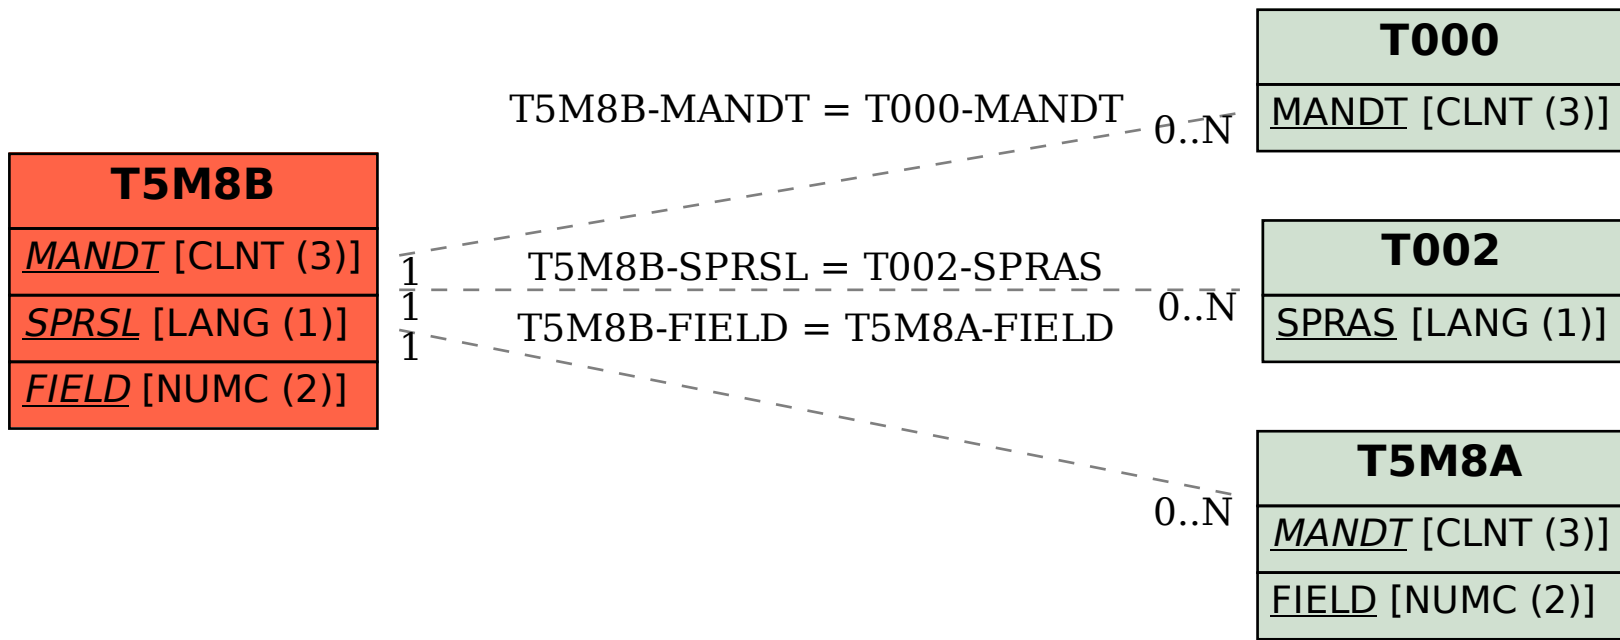 T5M8B
MANDT [CLNT (3)]
SPRSL [LANG (1)]
FIELD [NUMC (2)]
T5M8B-MANDT = T000-MANDT
1
0..N
T5M8B-SPRSL = T002-SPRAS
1
0..N
T5M8B-FIELD = T5M8A-FIELD
1
0..N
T000
MANDT [CLNT (3)]
T002
SPRAS [LANG (1)]
T5M8A
MANDT [CLNT (3)]
FIELD [NUMC (2)]